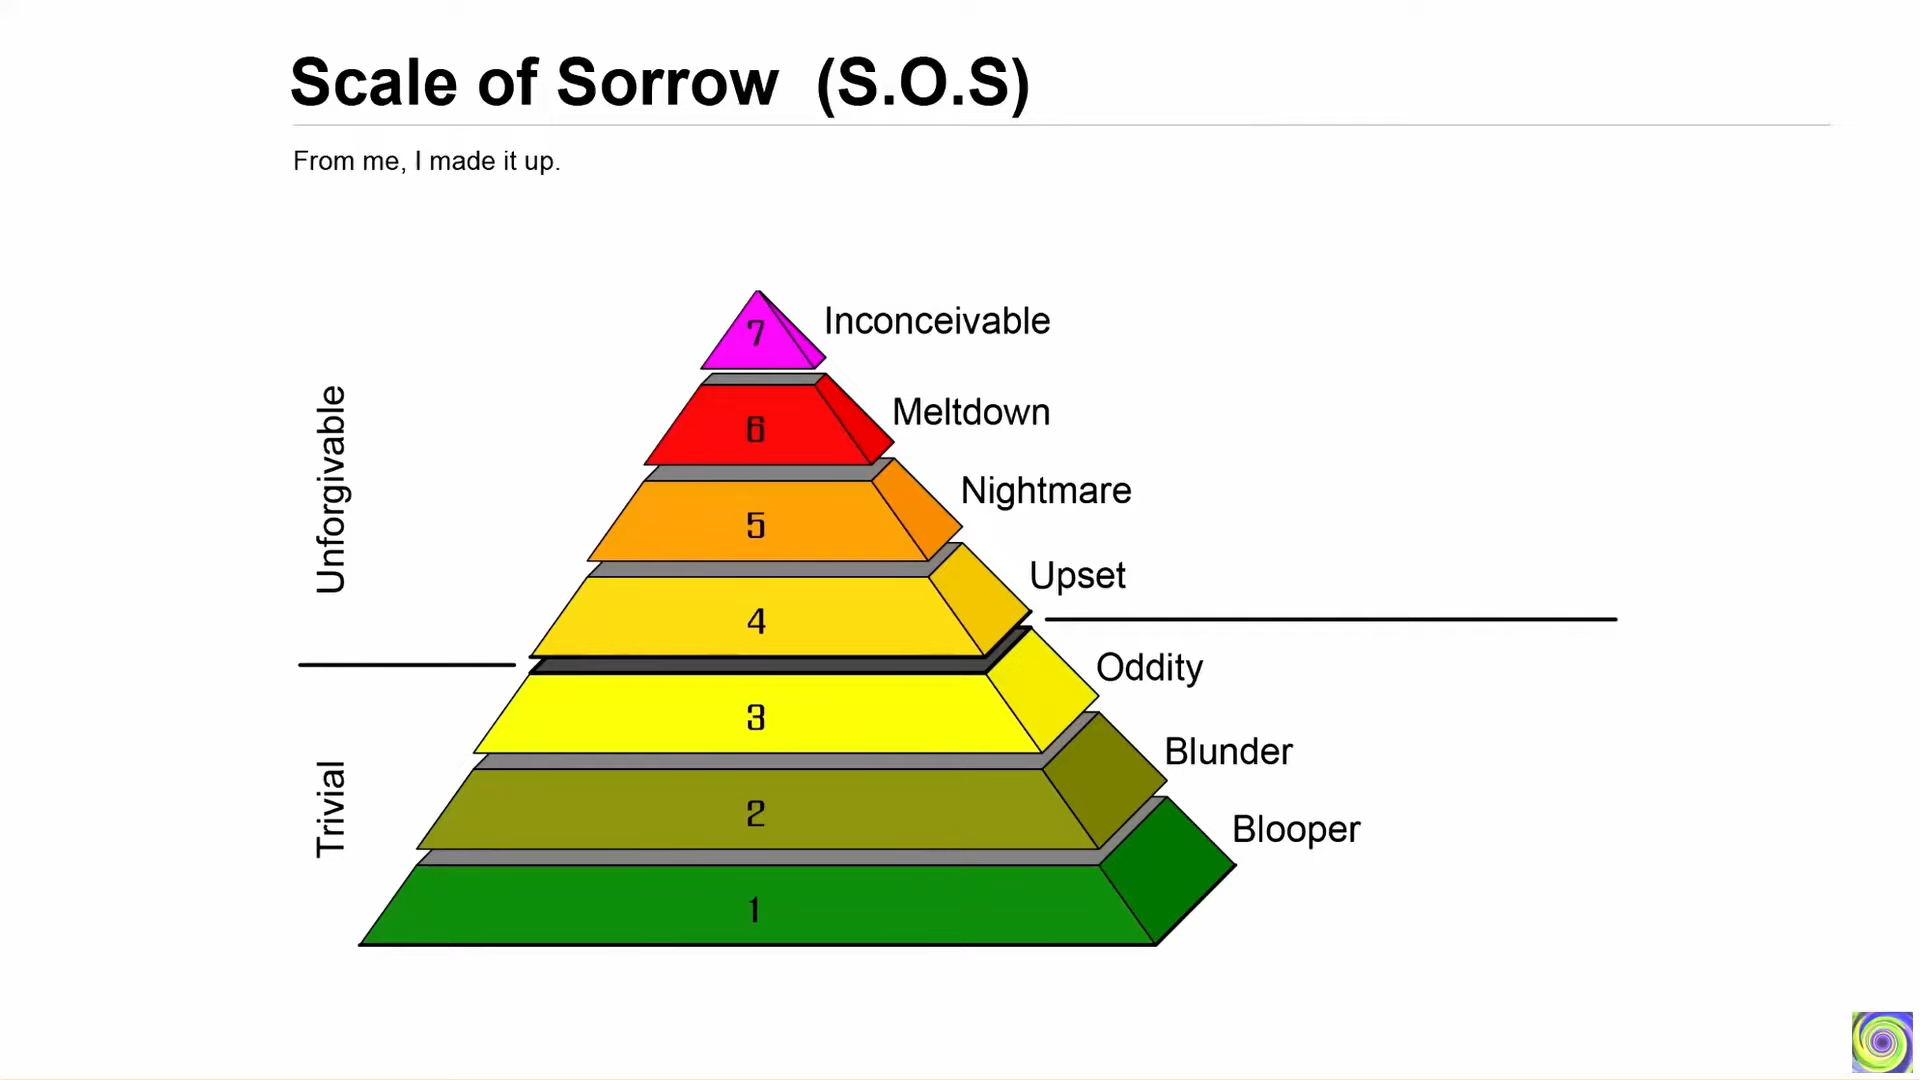 Scale of Sorrow (S.O.S)
From me, I made it up.
7 Inconceivable
6 Meltdown
5 Nightmare
4 Upset
3 Oddity
2 Blunder
1 Blooper
Unforgivable
Trivial